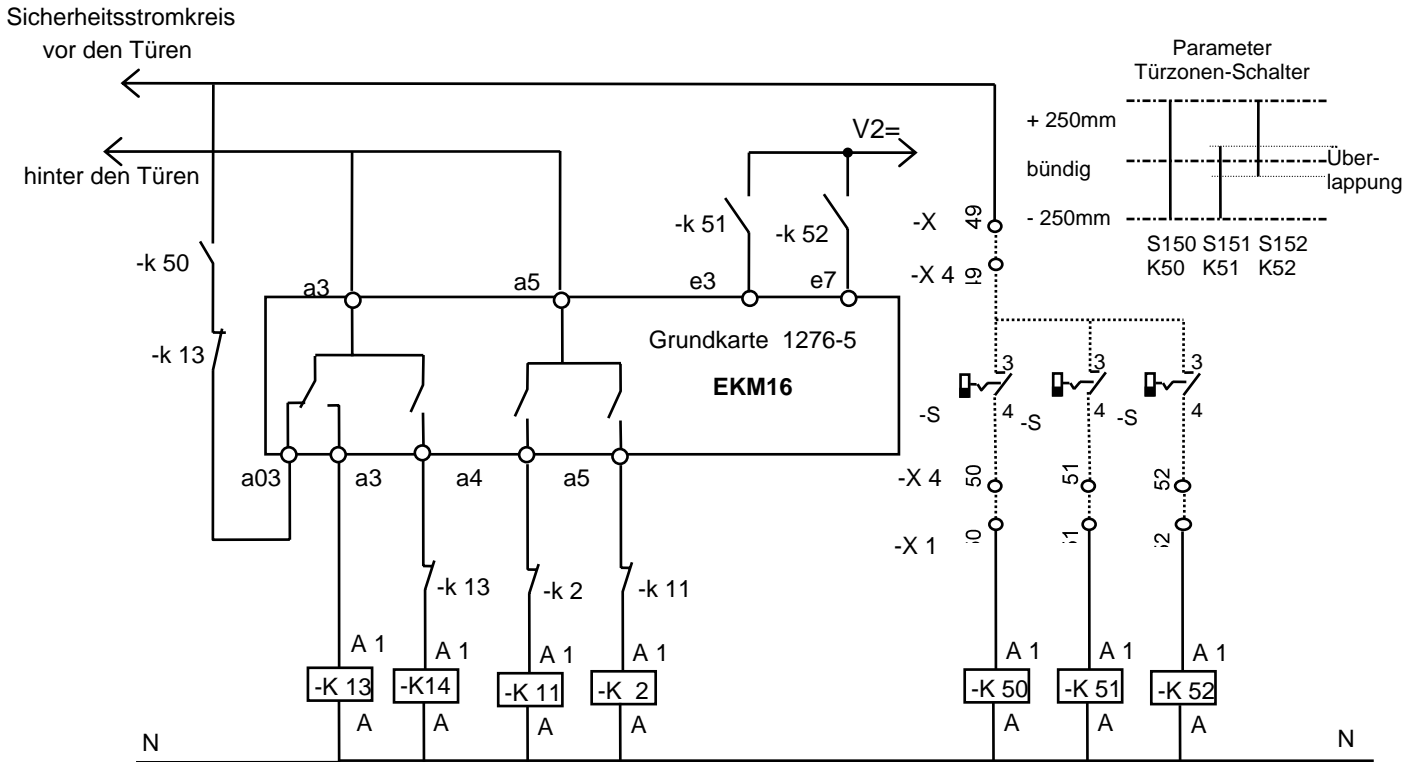 Sicherheitsstromkreis
vor den Türen
hinter den Türen
V2=
Parameter
Türzonen-Schalter
+ 250mm
bündig
- 250mm
Über-
lappung
S150 S151 S152
K50 K51 K52
-k 50
-k 13
-k 51
-k 52
a3
a5
e3
e7
Grundkarte 1276-5
EKM16
a03
a3
a4
a5
-k 13
-k 2
-k 11
-X
49
-X 4
3
3
3
4
4
4
-S
-S
-S
-X 4
50
51
52
-X 1
A 1
A 1
A 1
A 1
A 1
A 1
A 1
-K 13
-K14
-K 11
-K 2
-K 50
-K 51
-K 52
A
A
A
A
A
A
A
N
N